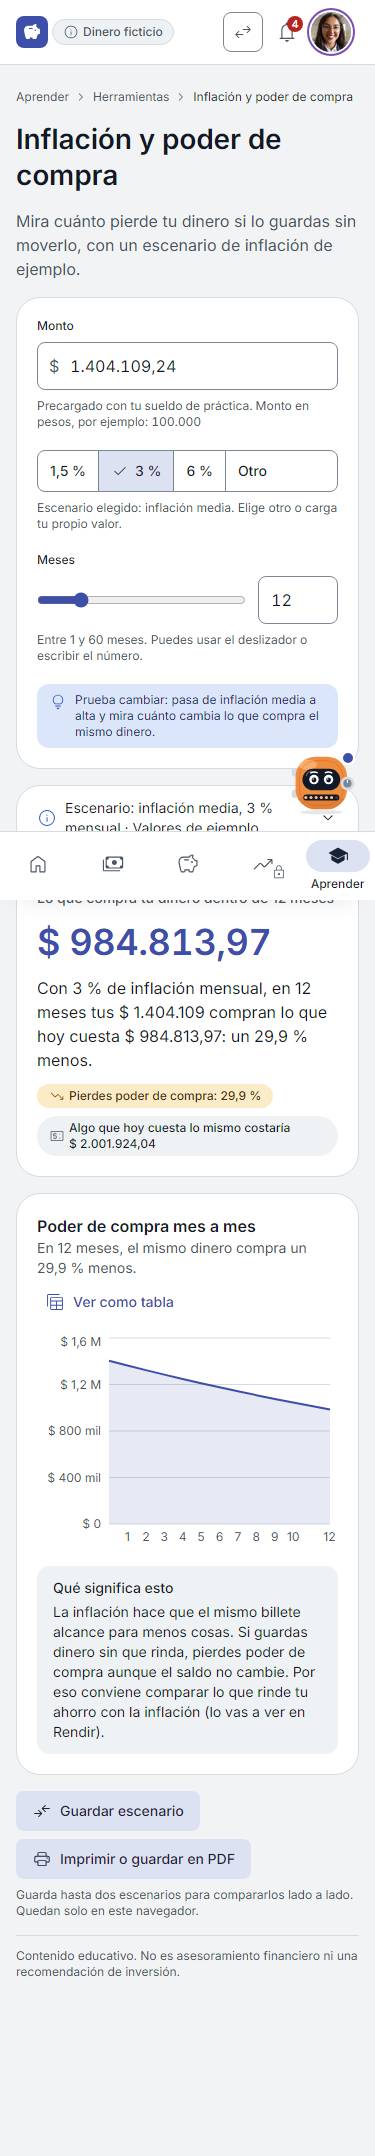 Dinero ficticio
4
Aprender > Herramientas > Inflación y poder de compra
Inflación y poder de
compra
Mira cuánto pierde tu dinero si lo guardas sin
moverlo, con un escenario de inflación de
ejemplo.
Monto
$ 1.404.109,24
Precargado con tu sueldo de práctica. Monto en
pesos, por ejemplo: 100.000
1,5 % 3 % 6 % Otro
Escenario elegido: inflación media. Elige otro o carga
tu propio valor.
Meses
12
Entre 1 y 60 meses. Puedes usar el deslizador o
escribir el número.
Prueba cambiar: pasa de inflación media a
alta y mira cuánto cambia lo que compra el
mismo dinero.
Escenario: inflación media, 3 %
mensual · Valores de ejemplo
Aprender
Lo que compra tu dinero dentro de 12 meses
$ 984.813,97
Con 3 % de inflación mensual, en 12
meses tus $ 1.404.109 compran lo que
hoy cuesta $ 984.813,97: un 29,9 %
menos.
Pierdes poder de compra: 29,9 %
Algo que hoy cuesta lo mismo costaría
$ 2.001.924,04
Poder de compra mes a mes
En 12 meses, el mismo dinero compra un
29,9 % menos.
Ver como tabla
$ 1,6 M
$ 1,2 M
$ 800 mil
$ 400 mil
$ 0
1 2 3 4 5 6 7 8 9 10 12
Qué significa esto
La inflación hace que el mismo billete
alcance para menos cosas. Si guardas
dinero sin que rinda, pierdes poder de
compra aunque el saldo no cambie. Por
eso conviene comparar lo que rinde tu
ahorro con la inflación (lo vas a ver en
Rendir).
Guardar escenario
Imprimir o guardar en PDF
Guarda hasta dos escenarios para compararlos lado a lado.
Quedan solo en este navegador.
Contenido educativo. No es asesoramiento financiero ni una
recomendación de inversión.